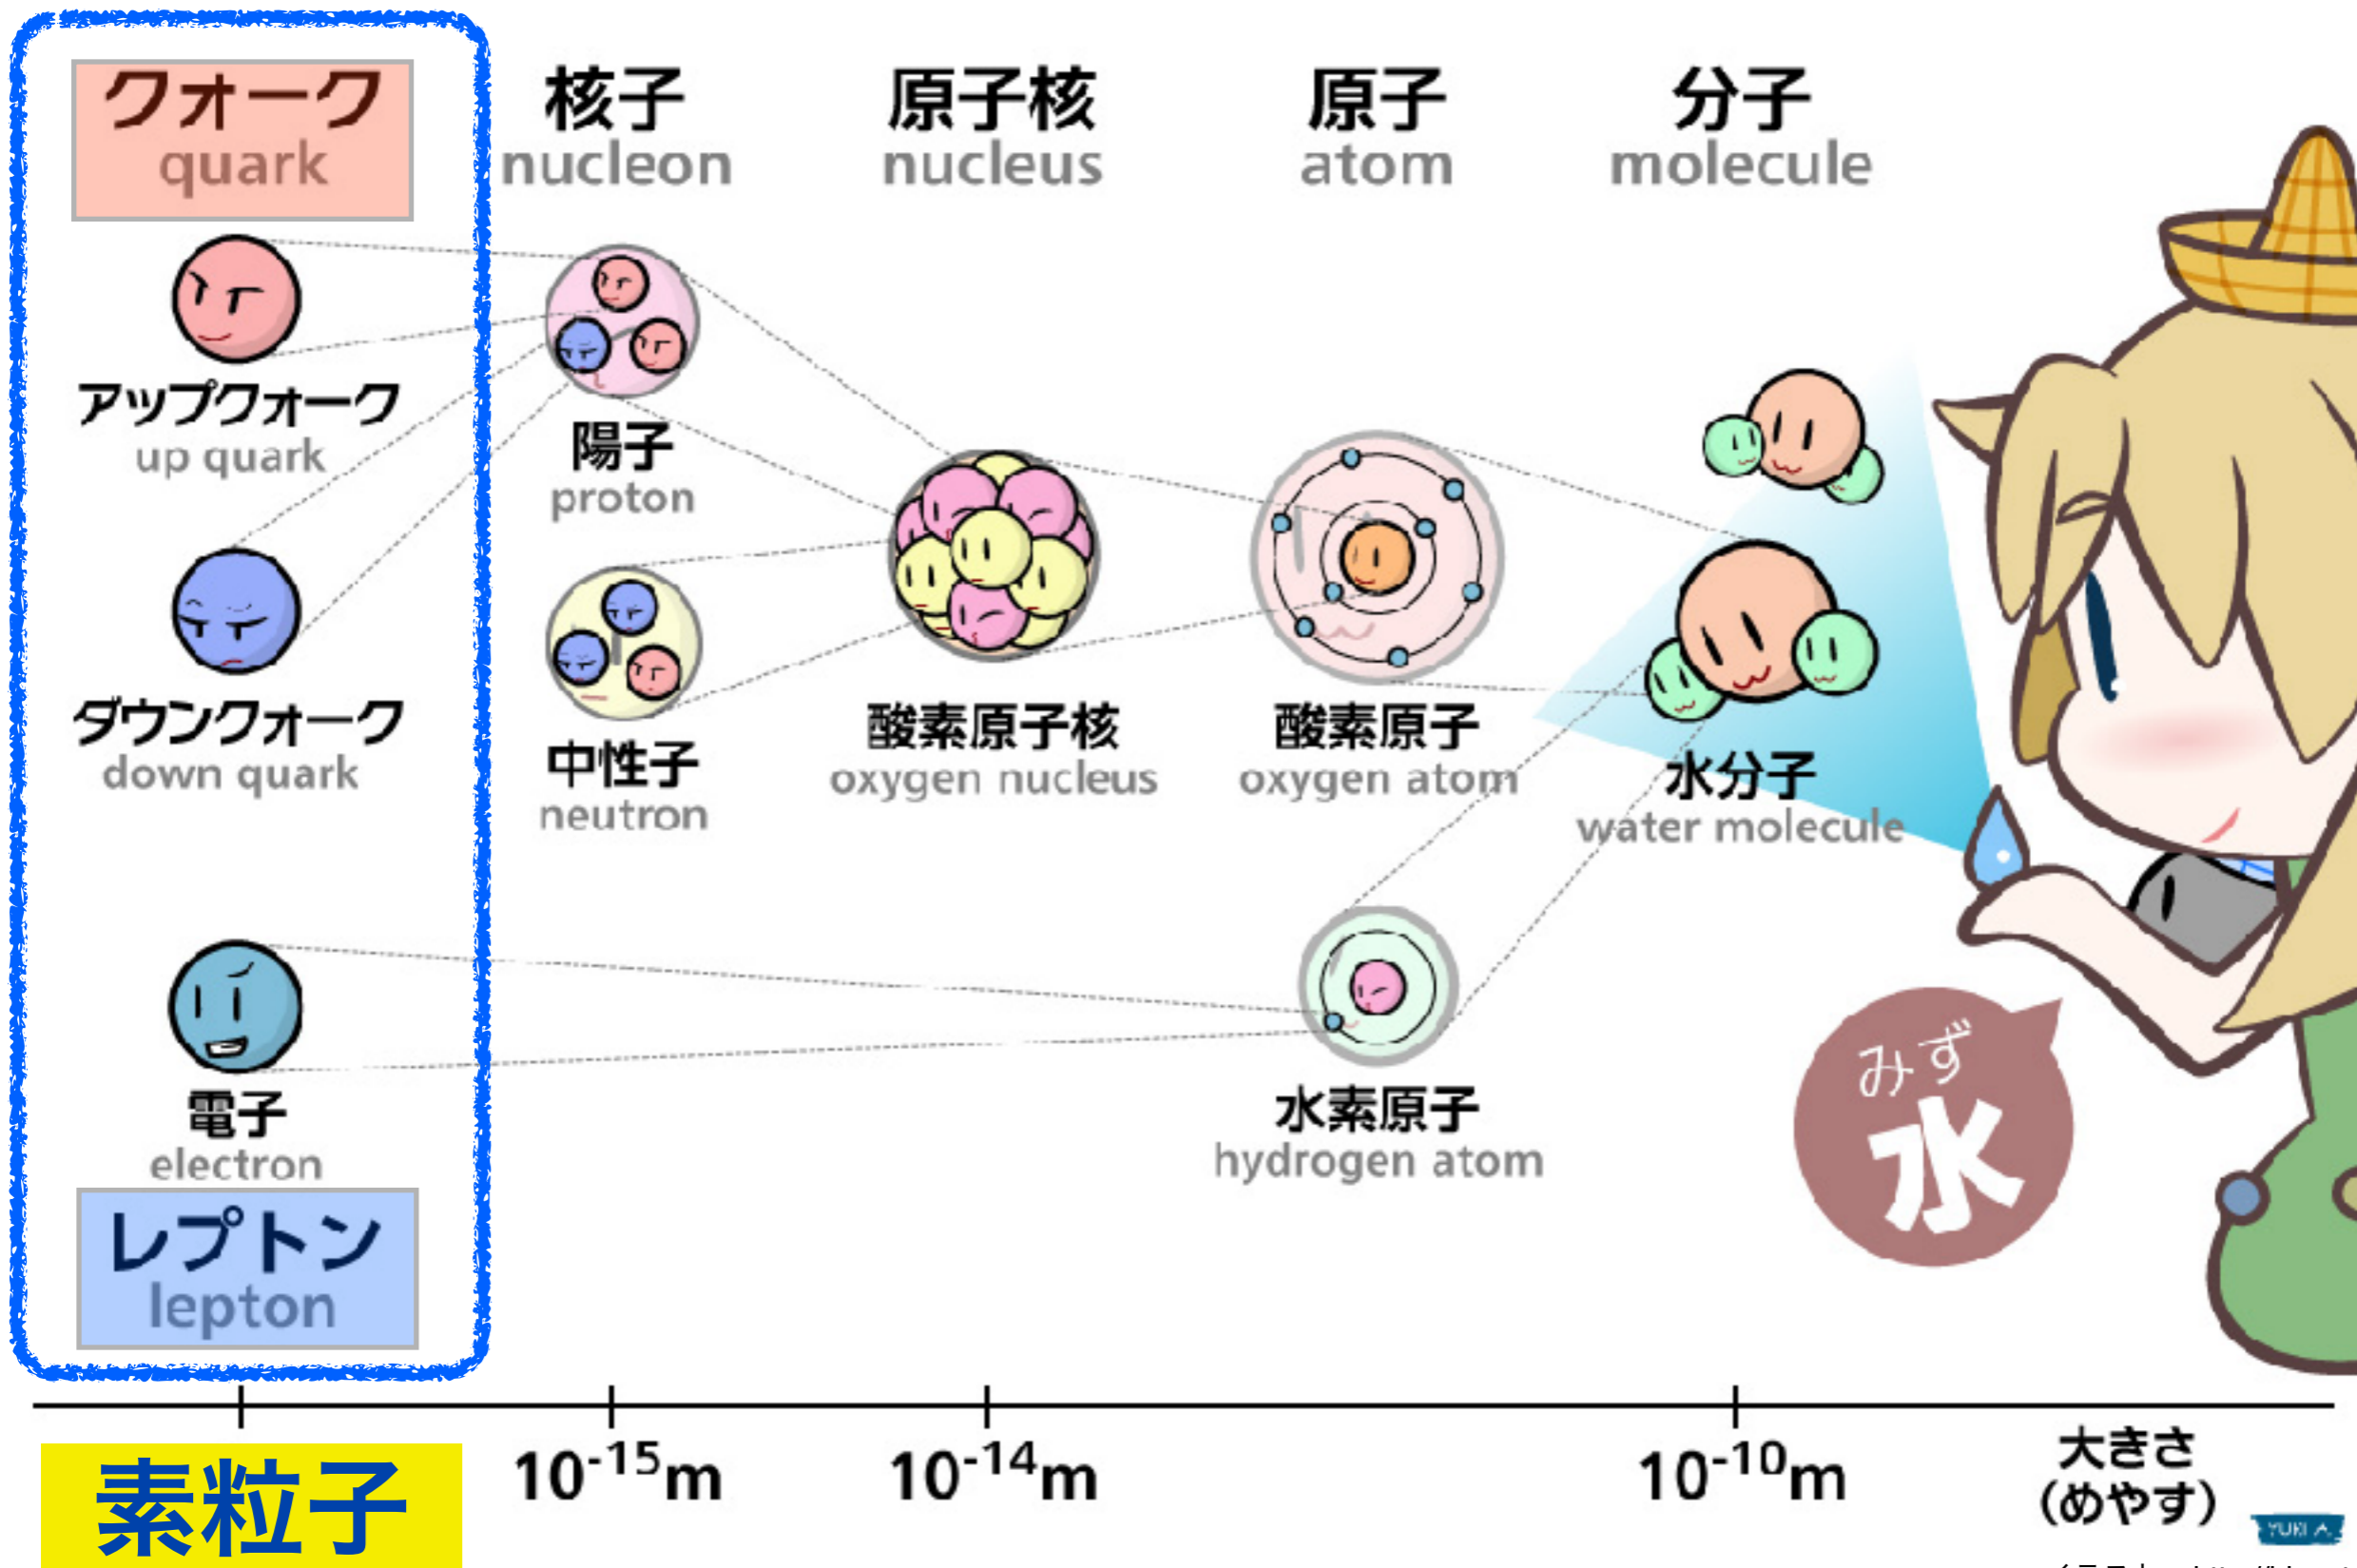 クォーク
quark
核子
nucleon
原子核
nucleus
原子
atom
分子
molecule
アップクォーク
up quark
陽子
proton
ダウンクォーク
down quark
中性子
neutron
酸素原子核
oxygen nucleus
酸素原子
oxygen atom
水分子
water molecule
電子
electron
水素原子
hydrogen atom
みず
水
レプトン
lepton
素粒子
10⁻¹⁵m
10⁻¹⁴m
10⁻¹⁰m
大きさ
(めやす)
YUKI A.